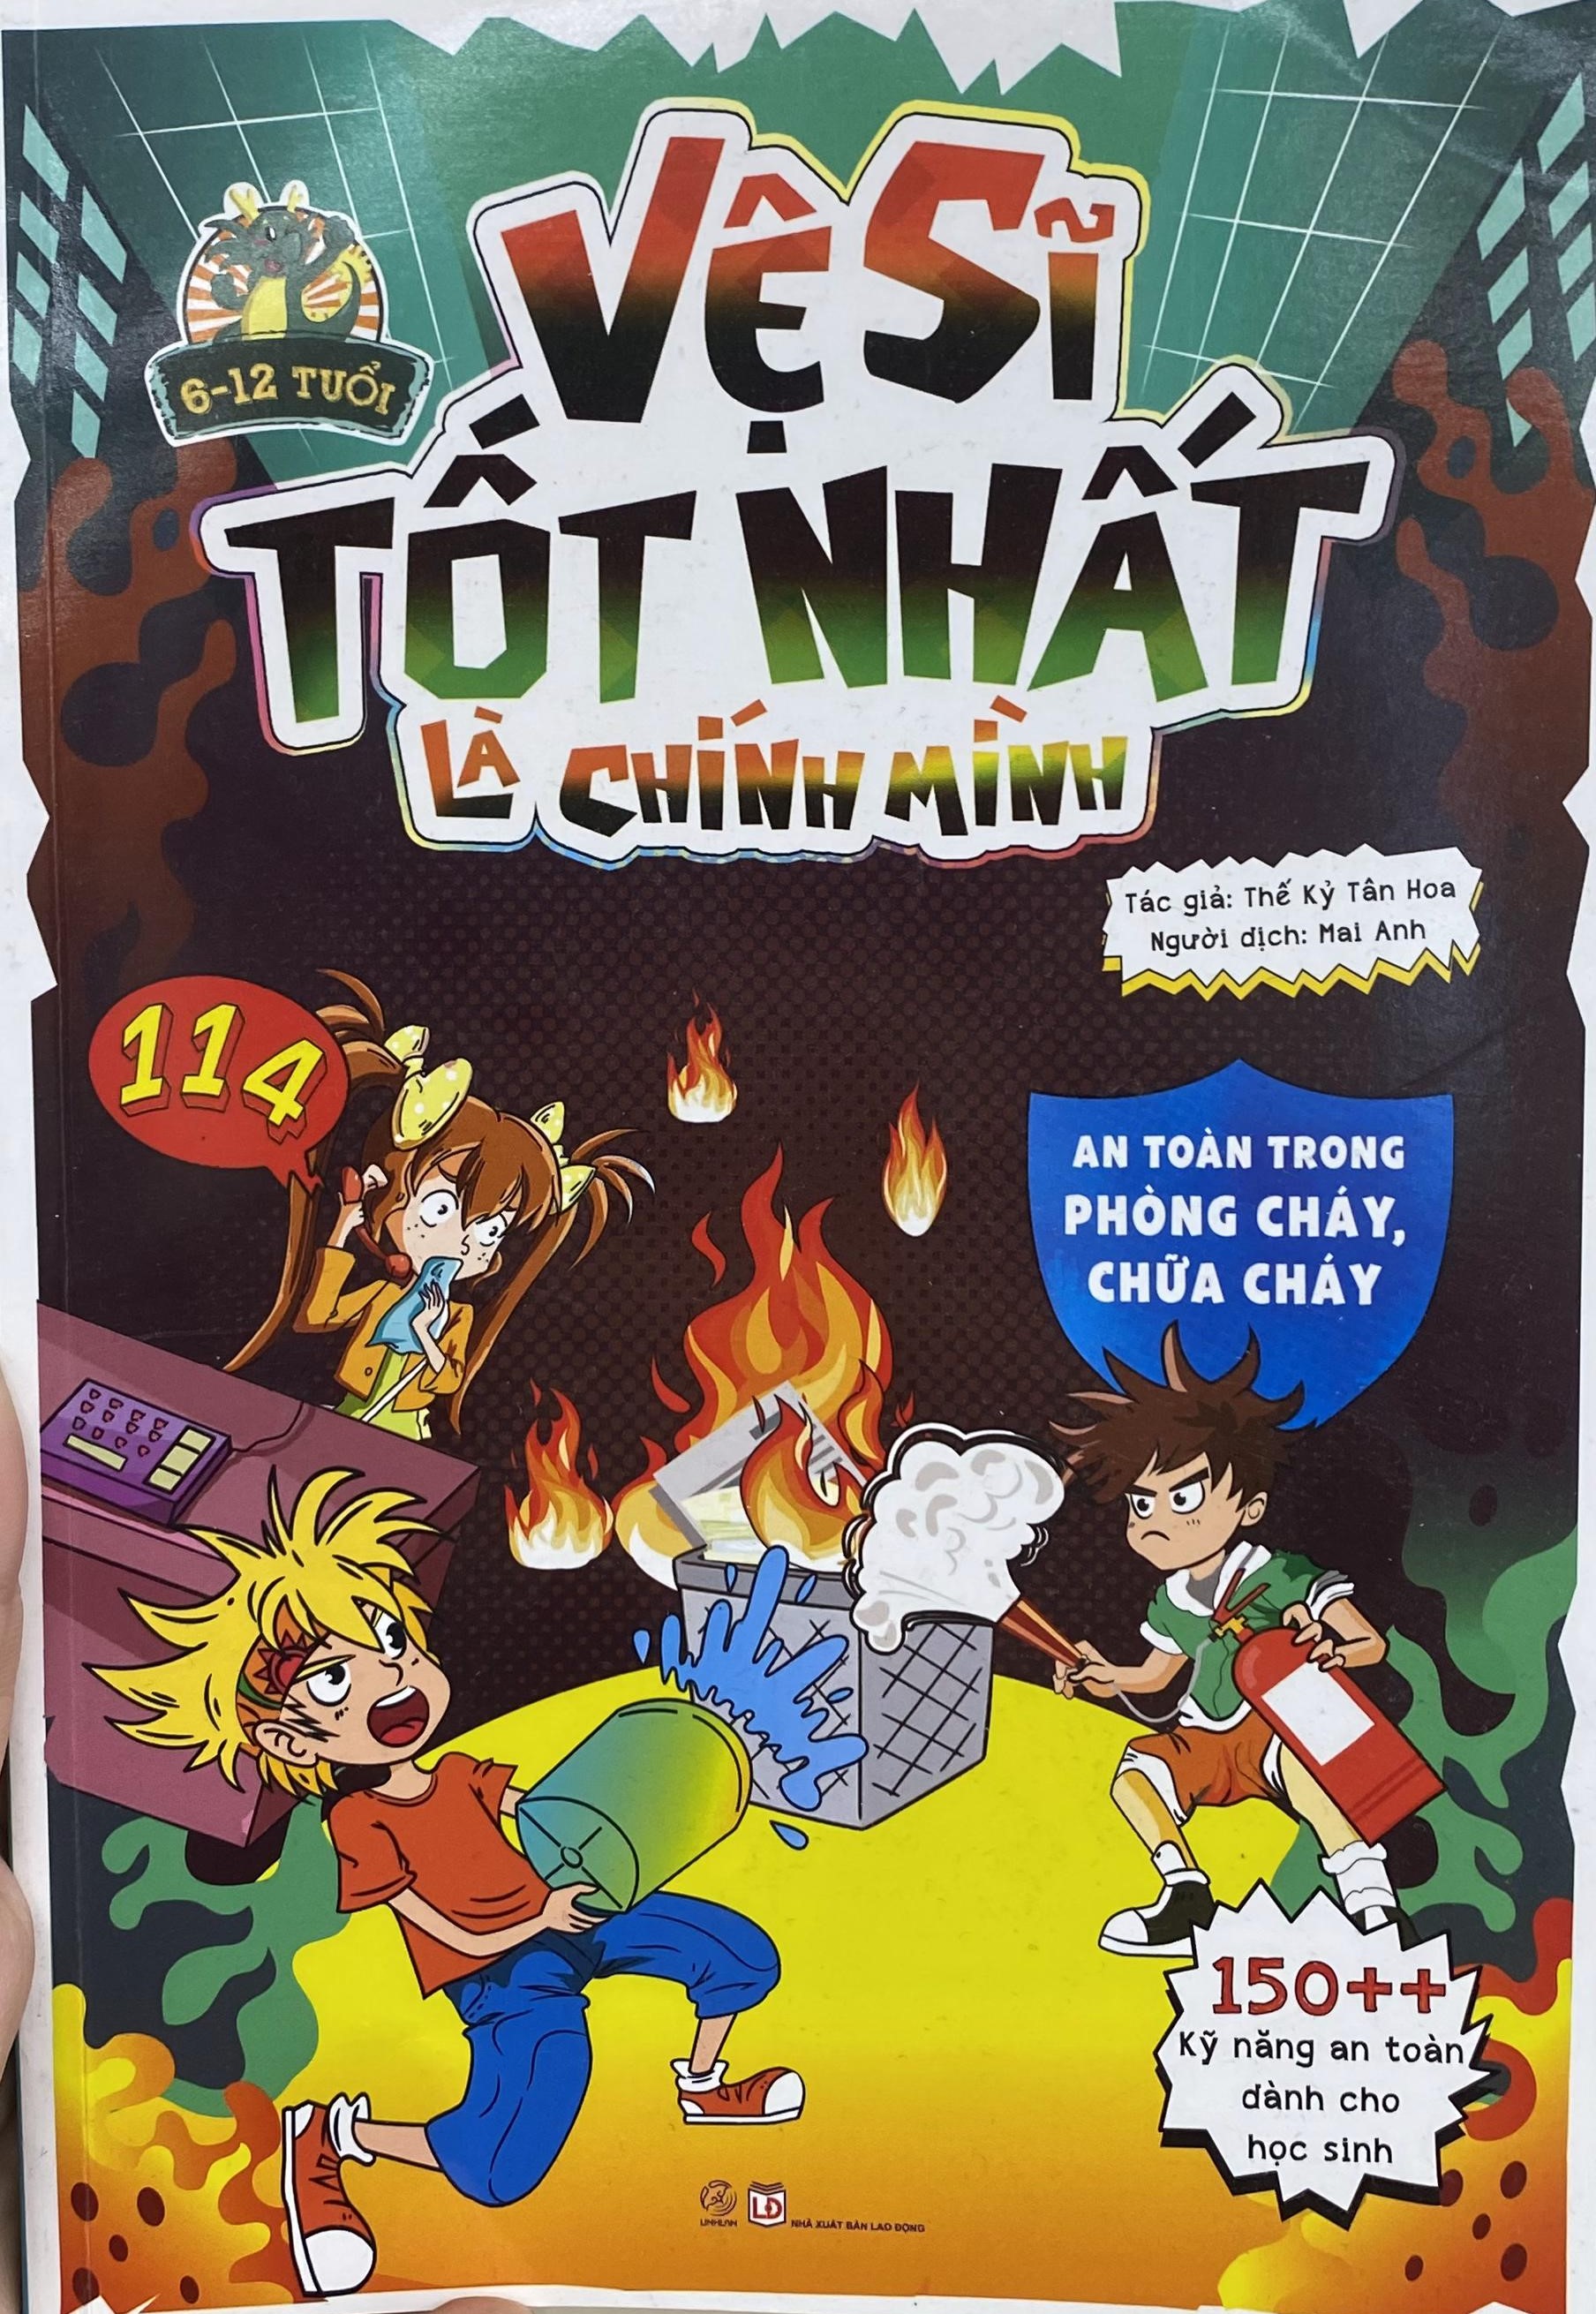 6-12 TUỔI
VỆ SĨ
TỐT NHẤT
LÀ CHÍNH MÌNH
Tác giả: Thế Kỷ Tân Hoa
Người dịch: Mai Anh
114
AN TOÀN TRONG
PHÒNG CHÁY,
CHỮA CHÁY
150++
Kỹ năng an toàn
dành cho
học sinh
LINHLAN
LĐ
NHÀ XUẤT BẢN LAO ĐỘNG